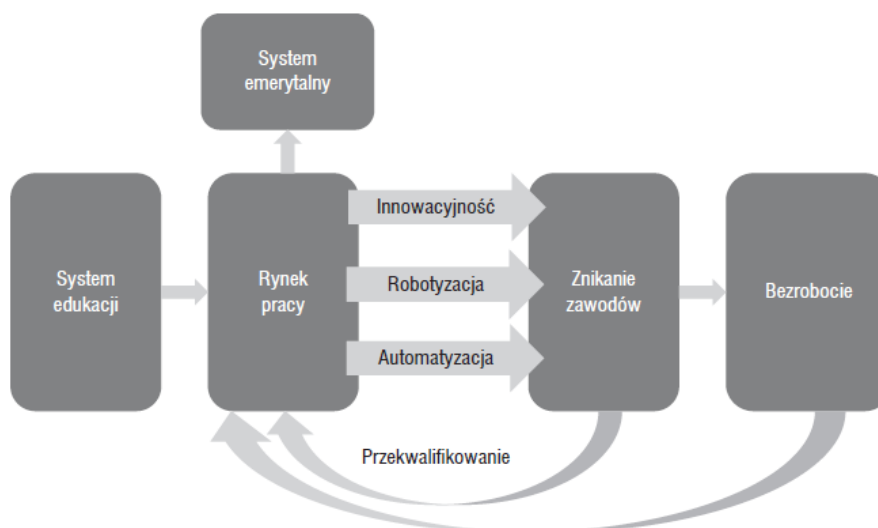 System
emerytalny
System
edukacji
Rynek
pracy
Innowacyjność
Robotyzacja
Automatyzacja
Znikanie
zawodów
Bezrobocie
Przekwalifikowanie